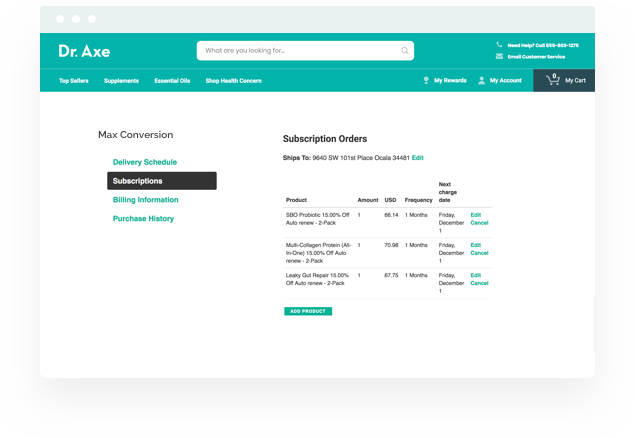 Dr. Axe
What are you looking for...
Need Help? Call 855-803-1275
Email Customer Service
Top Sellers Supplements Essential Oils Shop Health Concern
My Rewards My Account 0 My Cart
Max Conversion
Delivery Schedule
Subscriptions
Billing Information
Purchase History
Subscription Orders
Ships To: 9640 SW 101st Place Ocala 34481 Edit
Next
charge
Product Amount USD Frequency date
SBO Probiotic 15.00% Off 1 66.14 1 Months Friday, Edit
Auto renew - 2-Pack December Cancel
1
Multi-Collagen Protein (All- 1 70.98 1 Months Friday, Edit
In-One) 15.00% Off Auto December Cancel
renew - 2-Pack 1
Leaky Gut Repair 15.00% 1 67.75 1 Months Friday, Edit
Off Auto renew - 2-Pack December Cancel
1
ADD PRODUCT